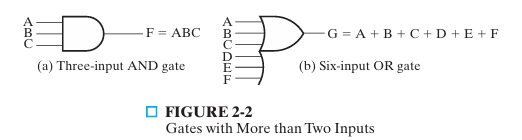 A
B
C
F = ABC
(a) Three-input AND gate
A
B
C
D
E
F
G = A + B + C + D + E + F
(b) Six-input OR gate
FIGURE 2-2
Gates with More than Two Inputs